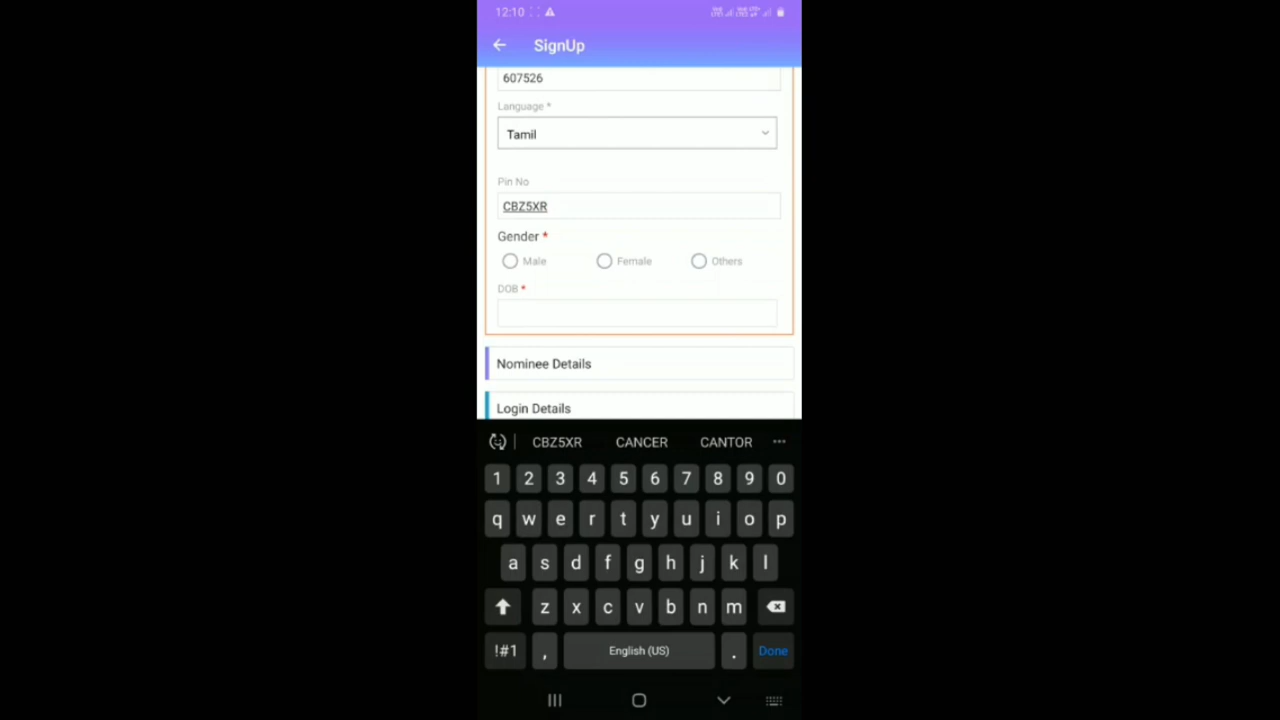 12:10
SignUp
607526
Language *
Tamil
Pin No
CBZ5XR
Gender *
Male Female Others
DOB *
Nominee Details
Login Details
CBZ5XR CANCER CANTOR
1 2 3 4 5 6 7 8 9 0
q w e r t y u i o p
a s d f g h j k l
z x c v b n m
!#1 , English (US) . Done